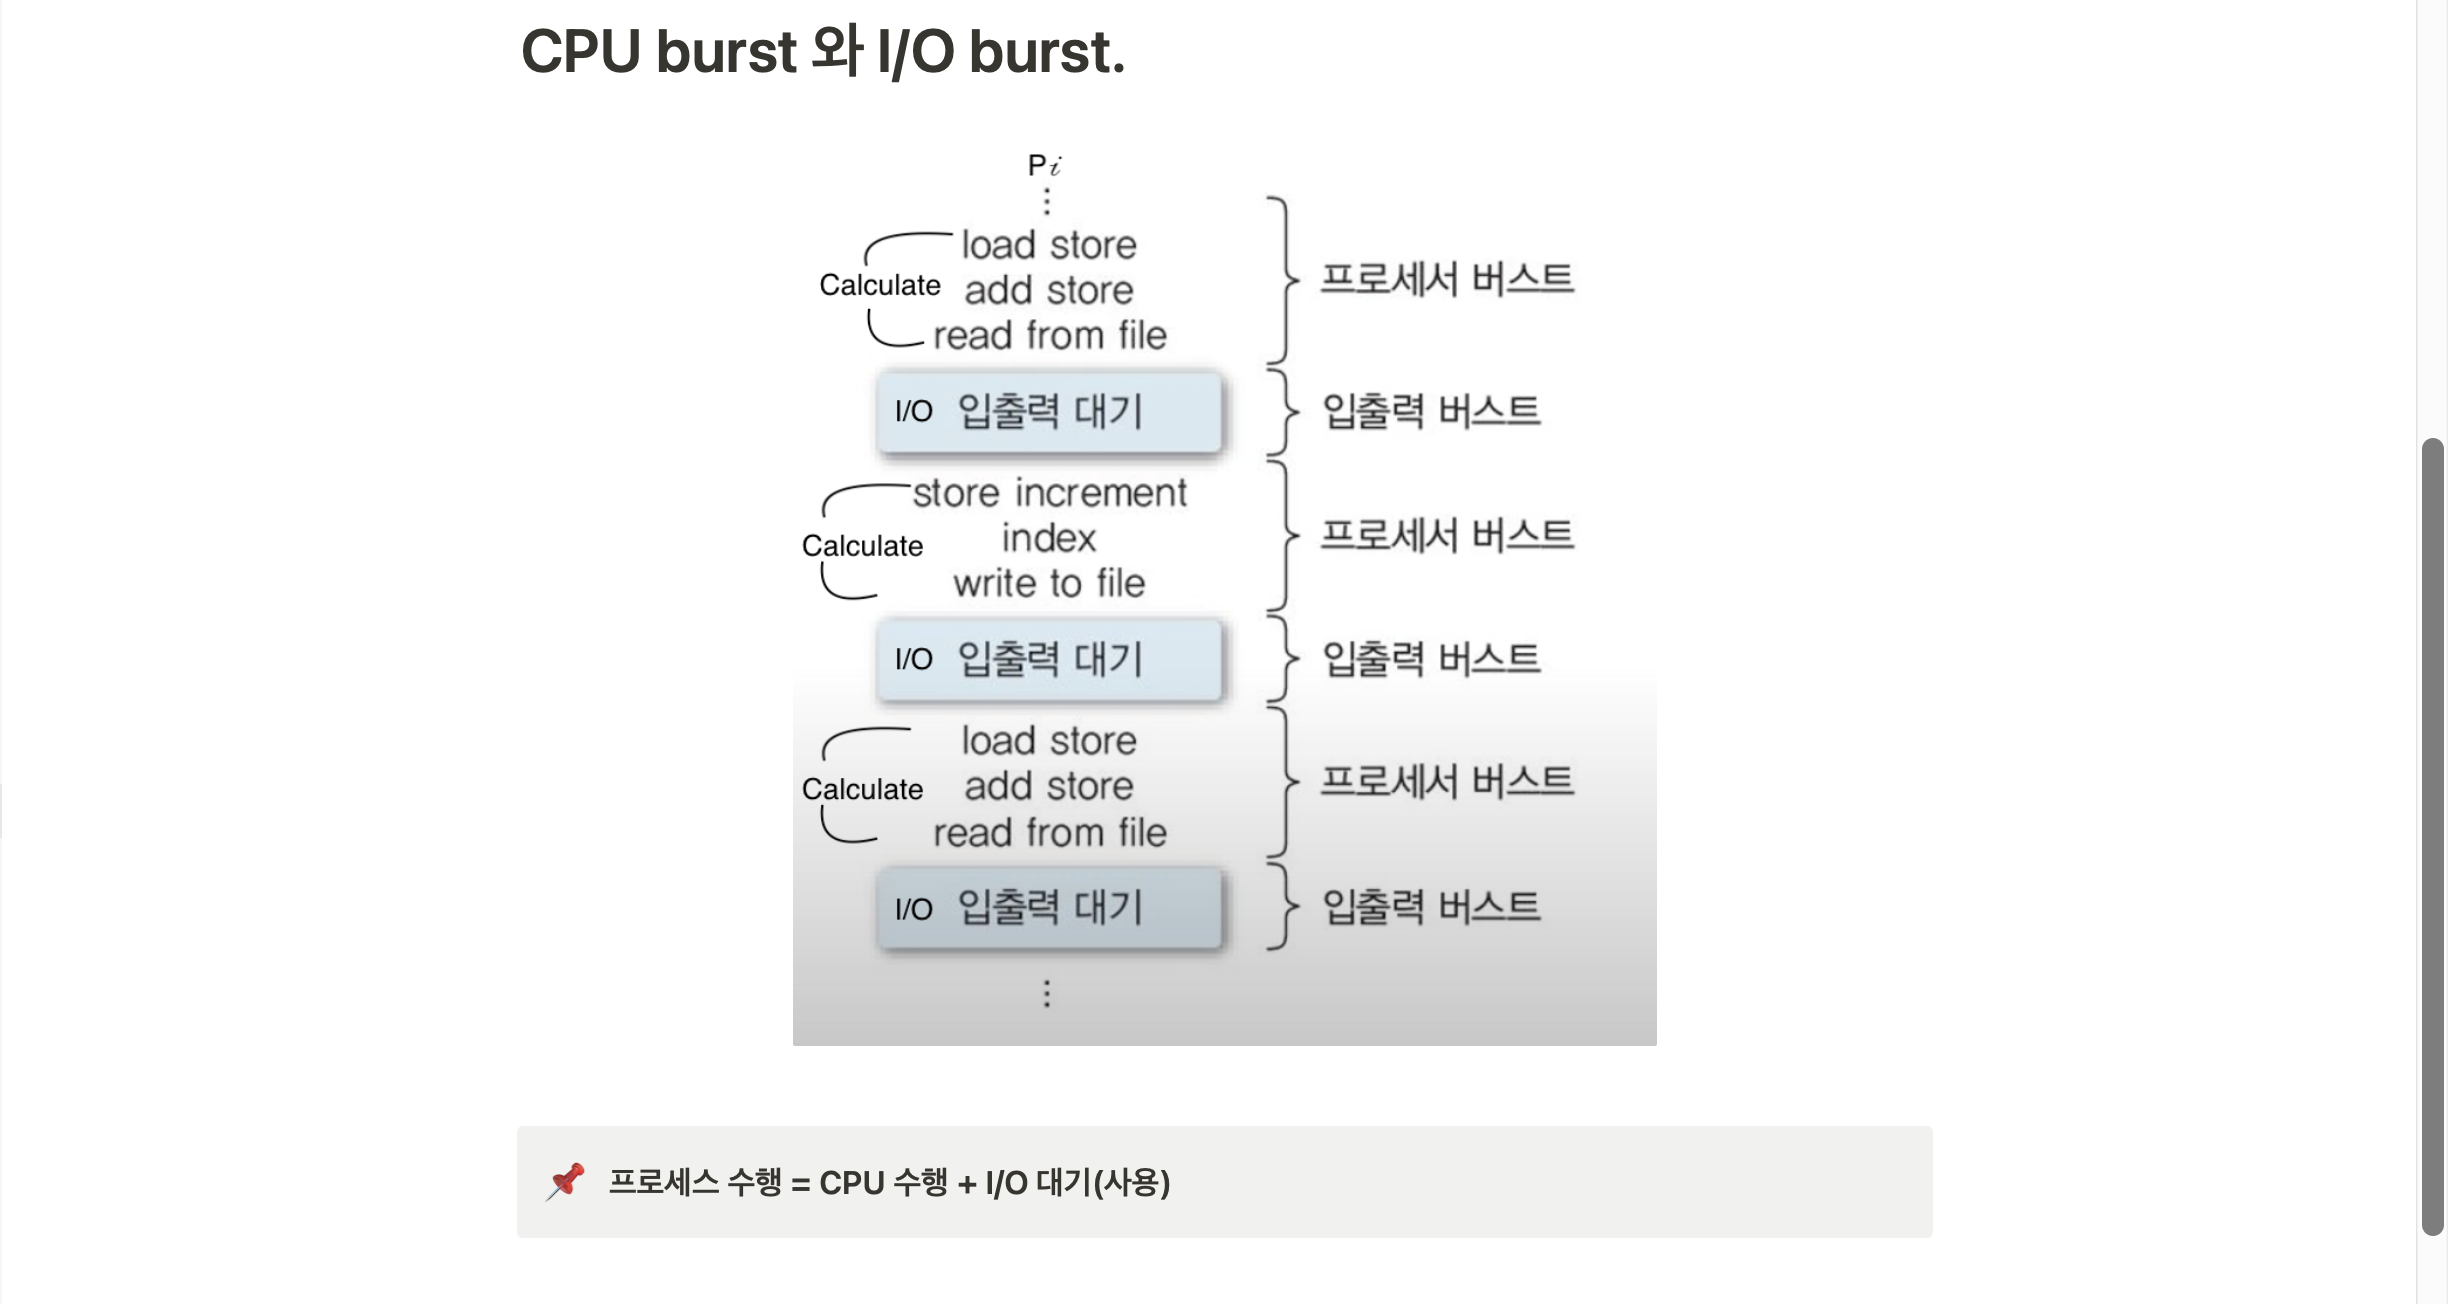 CPU burst 와 I/O burst.
P i
⋮
load store
Calculate add store 프로세서 버스트
read from file
I/O 입출력 대기 입출력 버스트
store increment
Calculate index 프로세서 버스트
write to file
I/O 입출력 대기 입출력 버스트
load store
Calculate add store 프로세서 버스트
read from file
I/O 입출력 대기 입출력 버스트
⋮
📌 프로세스 수행 = CPU 수행 + I/O 대기(사용)